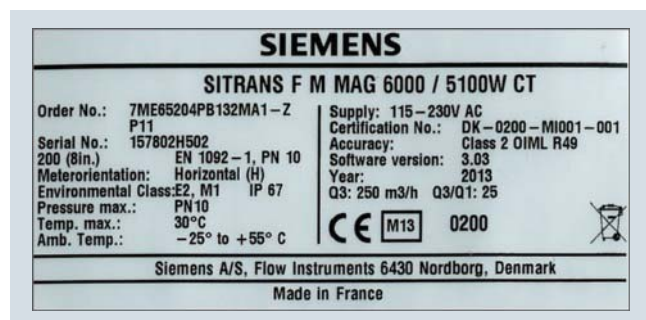 SIEMENS
SITRANS F M MAG 6000 / 5100W CT
Order No.: 7ME65204PB132MA1-Z
P11
Serial No.: 157802H502
200 (8in.) EN 1092-1, PN 10
Meterorientation: Horizontal (H)
Environmental Class:E2, M1 IP 67
Pressure max.: PN10
Temp. max.: 30°C
Amb. Temp.: -25° to +55° C
Supply: 115-230V AC
Certification No.: DK-0200-MI001-001
Accuracy: Class 2 OIML R49
Software version: 3.03
Year: 2013
Q3: 250 m3/h Q3/Q1: 25
CE M13 0200
Siemens A/S, Flow Instruments 6430 Nordborg, Denmark
Made in France